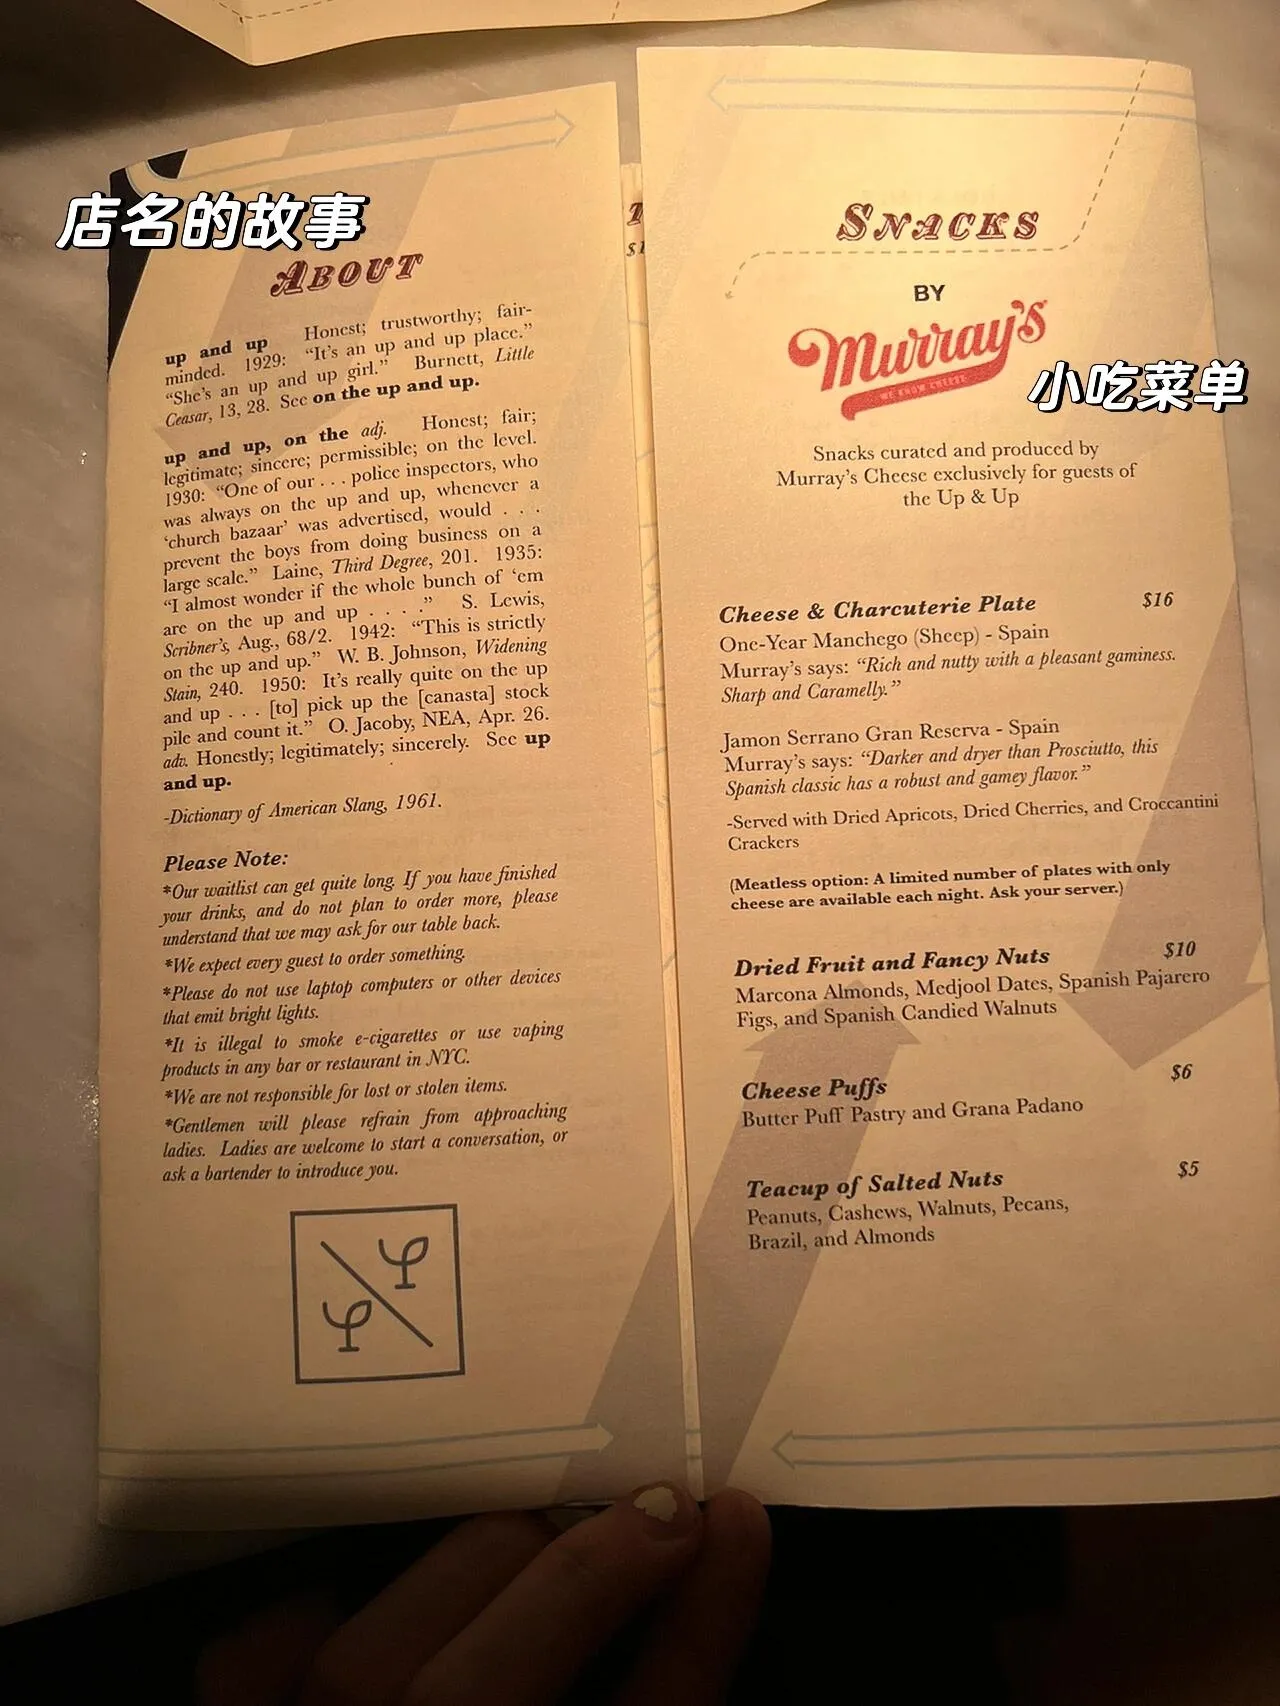 店名的故事
ABOUT
up and up Honest; trustworthy; fair-
minded. 1929: “It’s an up and up place.”
“She’s an up and up girl.” Burnett, Little
Ceasar, 13, 28. See on the up and up.
up and up, on the adj. Honest; fair;
legitimate; sincere; permissible; on the level.
1930: “One of our . . . police inspectors, who
was always on the up and up, whenever a
‘church bazaar’ was advertised, would . . .
prevent the boys from doing business on a
large scale.” Laine, Third Degree, 201. 1935:
“I almost wonder if the whole bunch of ‘em
are on the up and up . . . .” S. Lewis,
Scribner’s, Aug., 68/2. 1942: “This is strictly
on the up and up.” W. B. Johnson, Widening
Stain, 240. 1950: It’s really quite on the up
and up . . . [to] pick up the [canasta] stock
pile and count it.” O. Jacoby, NEA, Apr. 26.
adv. Honestly; legitimately; sincerely. See up
and up.
-Dictionary of American Slang, 1961.
Please Note:
*Our waitlist can get quite long. If you have finished
your drinks, and do not plan to order more, please
understand that we may ask for our table back.
*We expect every guest to order something.
*Please do not use laptop computers or other devices
that emit bright lights.
*It is illegal to smoke e-cigarettes or use vaping
products in any bar or restaurant in NYC.
*We are not responsible for lost or stolen items.
*Gentlemen will please refrain from approaching
ladies. Ladies are welcome to start a conversation, or
ask a bartender to introduce you.
SNACKS
BY
Murray’s
WE KNOW CHEESE
小吃菜单
Snacks curated and produced by
Murray’s Cheese exclusively for guests of
the Up & Up
Cheese & Charcuterie Plate $16
One-Year Manchego (Sheep) - Spain
Murray’s says: “Rich and nutty with a pleasant gaminess.
Sharp and Caramelly.”
Jamon Serrano Gran Reserva - Spain
Murray’s says: “Darker and dryer than Prosciutto, this
Spanish classic has a robust and gamey flavor.”
-Served with Dried Apricots, Dried Cherries, and Croccantini
Crackers
(Meatless option: A limited number of plates with only
cheese are available each night. Ask your server.)
Dried Fruit and Fancy Nuts $10
Marcona Almonds, Medjool Dates, Spanish Pajarero
Figs, and Spanish Candied Walnuts
Cheese Puffs $6
Butter Puff Pastry and Grana Padano
Teacup of Salted Nuts $5
Peanuts, Cashews, Walnuts, Pecans,
Brazil, and Almonds